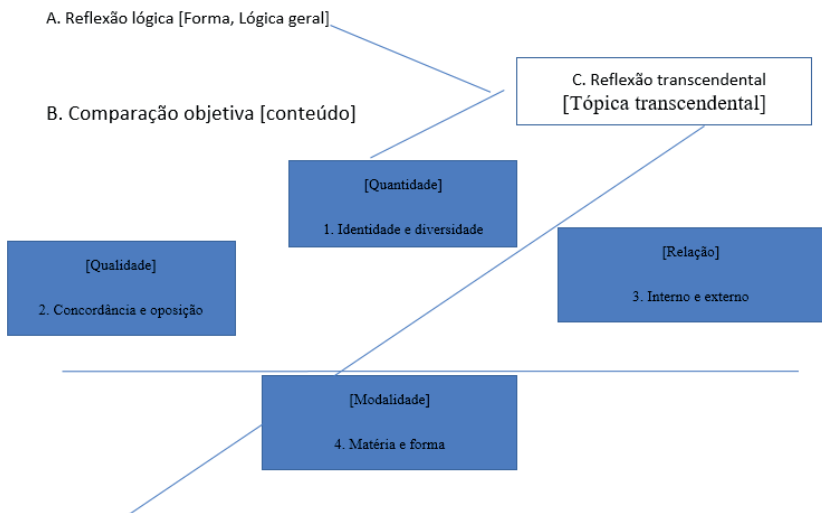 A. Reflexão lógica [Forma, Lógica geral]
C. Reflexão transcendental
[Tópica transcendental]
B. Comparação objetiva [conteúdo]
[Quantidade]
1. Identidade e diversidade
[Qualidade]
2. Concordância e oposição
[Relação]
3. Interno e externo
[Modalidade]
4. Matéria e forma